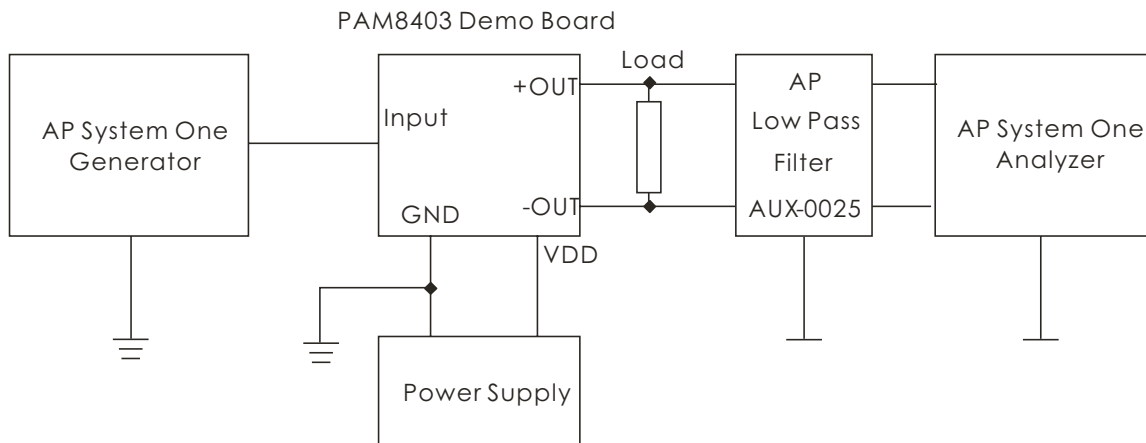 PAM8403 Demo Board
AP System One
Generator
Input
+OUT
-OUT
GND
VDD
Load
AP
Low Pass
Filter
AUX-0025
AP System One
Analyzer
Power Supply